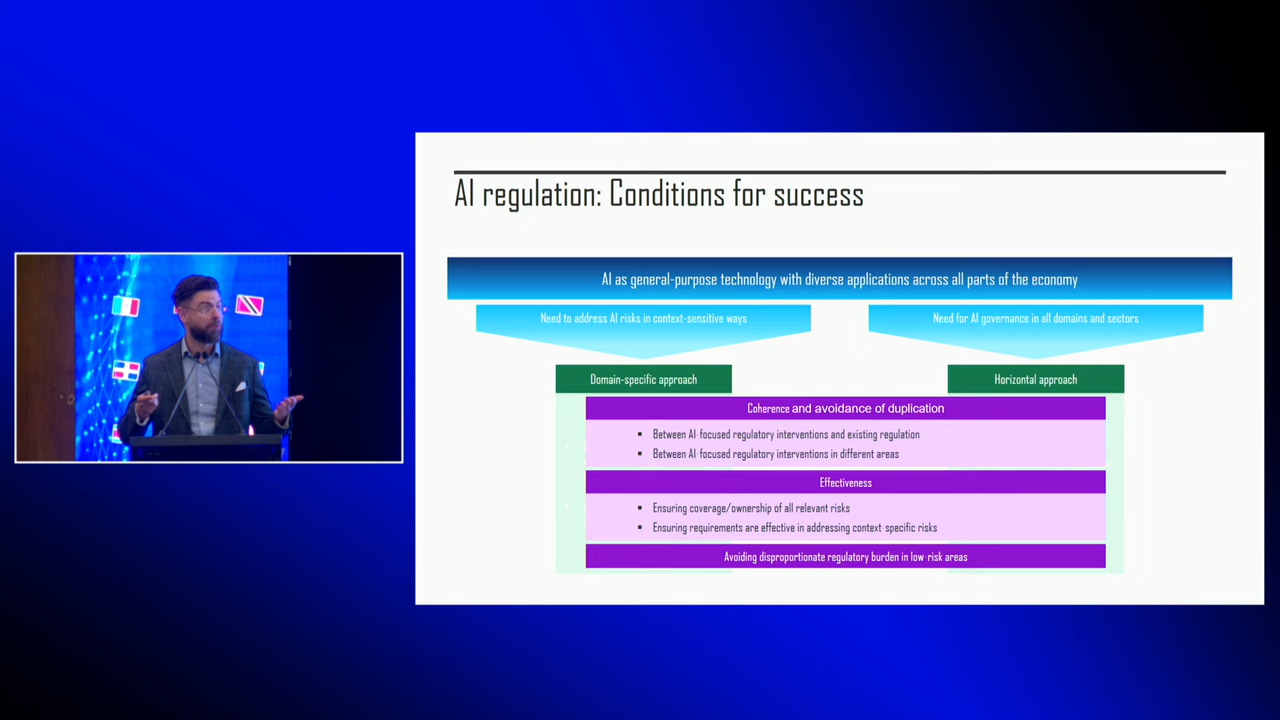 AI regulation: Conditions for success
AI as general-purpose technology with diverse applications across all parts of the economy
Need to address AI risks in context-sensitive ways
Need for AI governance in all domains and sectors
Domain-specific approach
Horizontal approach
Coherence and avoidance of duplication
▪ Between AI-focused regulatory interventions and existing regulation
▪ Between AI-focused regulatory interventions in different areas
Effectiveness
▪ Ensuring coverage/ownership of all relevant risks
▪ Ensuring requirements are effective in addressing context-specific risks
Avoiding disproportionate regulatory burden in low-risk areas